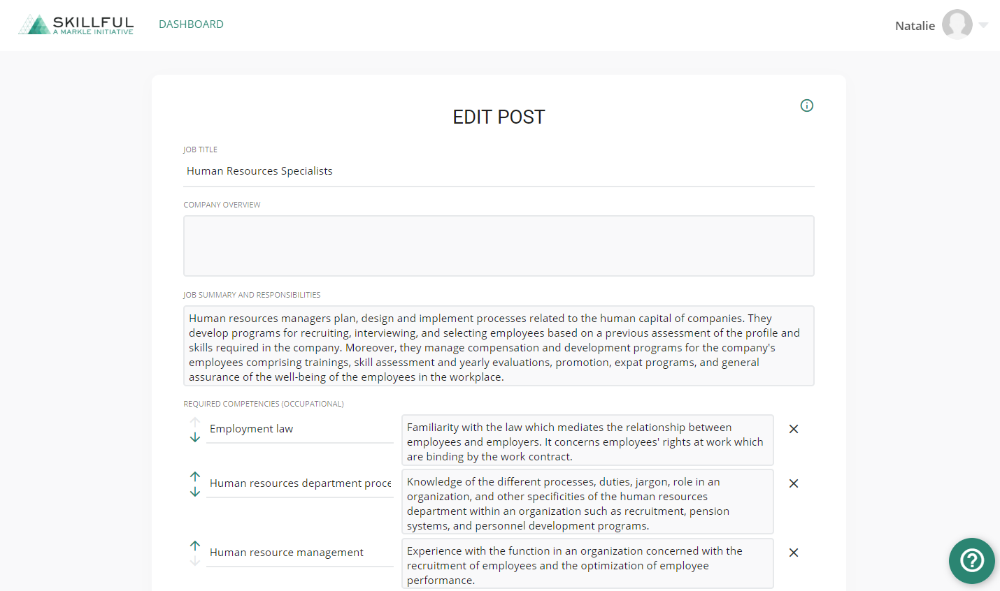 SKILLFUL
A MARKLE INITIATIVE
DASHBOARD
Natalie
EDIT POST
JOB TITLE
Human Resources Specialists
COMPANY OVERVIEW
JOB SUMMARY AND RESPONSIBILITIES
Human resources managers plan, design and implement processes related to the human capital of companies. They
develop programs for recruiting, interviewing, and selecting employees based on a previous assessment of the profile and
skills required in the company. Moreover, they manage compensation and development programs for the company's
employees comprising trainings, skill assessment and yearly evaluations, promotion, expat programs, and general
assurance of the well-being of the employees in the workplace.
REQUIRED COMPETENCIES (OCCUPATIONAL)
Employment law
Familiarity with the law which mediates the relationship between
employees and employers. It concerns employees' rights at work which
are binding by the work contract.
Human resources department proce
Knowledge of the different processes, duties, jargon, role in an
organization, and other specificities of the human resources
department within an organization such as recruitment, pension
systems, and personnel development programs.
Human resource management
Experience with the function in an organization concerned with the
recruitment of employees and the optimization of employee
performance.